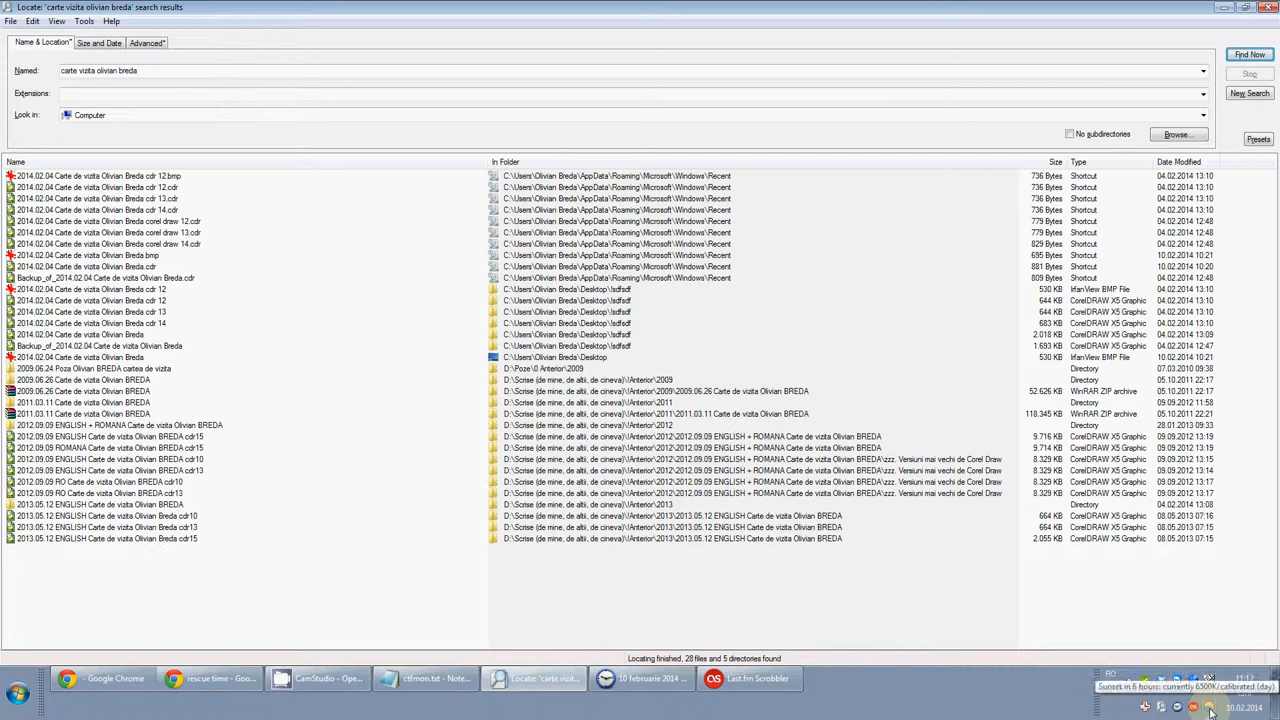 Locate: 'carte vizita olivian breda' search results
File Edit View Tools Help
Name & Location* Size and Date Advanced*
Named: carte vizita olivian breda
Find Now
Stop
Extensions:
New Search
Look in: Computer
No subdirectories Browse...
Presets
Name In Folder Size Type Date Modified
2014.02.04 Carte de vizita Olivian Breda cdr 12.bmp C:\Users\Olivian Breda\AppData\Roaming\Microsoft\Windows\Recent 736 Bytes Shortcut 04.02.2014 13:10
2014.02.04 Carte de vizita Olivian Breda cdr 12.cdr C:\Users\Olivian Breda\AppData\Roaming\Microsoft\Windows\Recent 736 Bytes Shortcut 04.02.2014 13:10
2014.02.04 Carte de vizita Olivian Breda cdr 13.cdr C:\Users\Olivian Breda\AppData\Roaming\Microsoft\Windows\Recent 736 Bytes Shortcut 04.02.2014 13:10
2014.02.04 Carte de vizita Olivian Breda cdr 14.cdr C:\Users\Olivian Breda\AppData\Roaming\Microsoft\Windows\Recent 736 Bytes Shortcut 04.02.2014 13:10
2014.02.04 Carte de vizita Olivian Breda corel draw 12.cdr C:\Users\Olivian Breda\AppData\Roaming\Microsoft\Windows\Recent 779 Bytes Shortcut 04.02.2014 12:48
2014.02.04 Carte de vizita Olivian Breda corel draw 13.cdr C:\Users\Olivian Breda\AppData\Roaming\Microsoft\Windows\Recent 779 Bytes Shortcut 04.02.2014 12:48
2014.02.04 Carte de vizita Olivian Breda corel draw 14.cdr C:\Users\Olivian Breda\AppData\Roaming\Microsoft\Windows\Recent 829 Bytes Shortcut 04.02.2014 12:48
2014.02.04 Carte de vizita Olivian Breda.bmp C:\Users\Olivian Breda\AppData\Roaming\Microsoft\Windows\Recent 695 Bytes Shortcut 10.02.2014 10:21
2014.02.04 Carte de vizita Olivian Breda.cdr C:\Users\Olivian Breda\AppData\Roaming\Microsoft\Windows\Recent 881 Bytes Shortcut 10.02.2014 10:20
Backup_of_2014.02.04 Carte de vizita Olivian Breda.cdr C:\Users\Olivian Breda\AppData\Roaming\Microsoft\Windows\Recent 809 Bytes Shortcut 04.02.2014 12:48
2014.02.04 Carte de vizita Olivian Breda cdr 12 C:\Users\Olivian Breda\Desktop\!sdfsdf 530 KB IrfanView BMP File 04.02.2014 13:10
2014.02.04 Carte de vizita Olivian Breda cdr 12 C:\Users\Olivian Breda\Desktop\!sdfsdf 644 KB CorelDRAW X5 Graphic 04.02.2014 13:10
2014.02.04 Carte de vizita Olivian Breda cdr 13 C:\Users\Olivian Breda\Desktop\!sdfsdf 644 KB CorelDRAW X5 Graphic 04.02.2014 13:10
2014.02.04 Carte de vizita Olivian Breda cdr 14 C:\Users\Olivian Breda\Desktop\!sdfsdf 683 KB CorelDRAW X5 Graphic 04.02.2014 13:10
2014.02.04 Carte de vizita Olivian Breda C:\Users\Olivian Breda\Desktop\!sdfsdf 2.018 KB CorelDRAW X5 Graphic 04.02.2014 13:09
Backup_of_2014.02.04 Carte de vizita Olivian Breda C:\Users\Olivian Breda\Desktop\!sdfsdf 1.693 KB CorelDRAW X5 Graphic 04.02.2014 12:48
2014.02.04 Carte de vizita Olivian Breda C:\Users\Olivian Breda\Desktop 530 KB IrfanView BMP File 10.02.2014 10:21
2009.06.24 Poza Olivian BREDA cartea de vizita D:\Poze\0 Anterior\2009 Directory 07.03.2010 09:38
2009.06.26 Carte de vizita Olivian BREDA D:\Scrise (de mine, de altii, de cineva)\!Anterior\2009 Directory 05.10.2011 22:17
2009.06.26 Carte de vizita Olivian BREDA D:\Scrise (de mine, de altii, de cineva)\!Anterior\2009\2009.06.26 Carte de vizita Olivian BREDA 52.626 KB WinRAR ZIP archive 05.10.2011 22:17
2011.03.11 Carte de vizita Olivian BREDA D:\Scrise (de mine, de altii, de cineva)\!Anterior\2011 Directory 09.09.2012 11:58
2011.03.11 Carte de vizita Olivian BREDA D:\Scrise (de mine, de altii, de cineva)\!Anterior\2011\2011.03.11 Carte de vizita Olivian BREDA 118.345 KB WinRAR ZIP archive 05.10.2011 22:21
2012.09.09 ENGLISH + ROMANA Carte de vizita Olivian BREDA D:\Scrise (de mine, de altii, de cineva)\!Anterior\2012 Directory 28.01.2013 09:33
2012.09.09 ENGLISH Carte de vizita Olivian BREDA cdr15 D:\Scrise (de mine, de altii, de cineva)\!Anterior\2012\2012.09.09 ENGLISH + ROMANA Carte de vizita Olivian BREDA 9.716 KB CorelDRAW X5 Graphic 09.09.2012 13:19
2012.09.09 ROMANA Carte de vizita Olivian BREDA cdr15 D:\Scrise (de mine, de altii, de cineva)\!Anterior\2012\2012.09.09 ENGLISH + ROMANA Carte de vizita Olivian BREDA 9.714 KB CorelDRAW X5 Graphic 09.09.2012 13:17
2012.09.09 ENGLISH Carte de vizita Olivian BREDA cdr10 D:\Scrise (de mine, de altii, de cineva)\!Anterior\2012\2012.09.09 ENGLISH + ROMANA Carte de vizita Olivian BREDA\zzz. Versiuni mai vechi de Corel Draw 8.329 KB CorelDRAW X5 Graphic 09.09.2012 13:17
2012.09.09 ENGLISH Carte de vizita Olivian BREDA cdr13 D:\Scrise (de mine, de altii, de cineva)\!Anterior\2012\2012.09.09 ENGLISH + ROMANA Carte de vizita Olivian BREDA\zzz. Versiuni mai vechi de Corel Draw 8.329 KB CorelDRAW X5 Graphic 09.09.2012 13:14
2012.09.09 RO Carte de vizita Olivian BREDA cdr10 D:\Scrise (de mine, de altii, de cineva)\!Anterior\2012\2012.09.09 ENGLISH + ROMANA Carte de vizita Olivian BREDA\zzz. Versiuni mai vechi de Corel Draw 8.329 KB CorelDRAW X5 Graphic 09.09.2012 13:17
2012.09.09 RO Carte de vizita Olivian BREDA cdr13 D:\Scrise (de mine, de altii, de cineva)\!Anterior\2012\2012.09.09 ENGLISH + ROMANA Carte de vizita Olivian BREDA\zzz. Versiuni mai vechi de Corel Draw 8.329 KB CorelDRAW X5 Graphic 09.09.2012 13:17
2013.05.12 ENGLISH Carte de vizita Olivian BREDA D:\Scrise (de mine, de altii, de cineva)\!Anterior\2013 Directory 04.02.2014 13:08
2013.05.12 ENGLISH Carte de vizita Olivian Breda cdr10 D:\Scrise (de mine, de altii, de cineva)\!Anterior\2013\2013.05.12 ENGLISH Carte de vizita Olivian BREDA 664 KB CorelDRAW X5 Graphic 08.05.2013 07:16
2013.05.12 ENGLISH Carte de vizita Olivian Breda cdr13 D:\Scrise (de mine, de altii, de cineva)\!Anterior\2013\2013.05.12 ENGLISH Carte de vizita Olivian BREDA 664 KB CorelDRAW X5 Graphic 08.05.2013 07:15
2013.05.12 ENGLISH Carte de vizita Olivian Breda cdr15 D:\Scrise (de mine, de altii, de cineva)\!Anterior\2013\2013.05.12 ENGLISH Carte de vizita Olivian BREDA 2.055 KB CorelDRAW X5 Graphic 08.05.2013 07:15
Locating finished, 28 files and 5 directories found
- Google Chrome rescue time - Goo... CamStudio - Ope... ctfmon.txt - Note... Locate: 'carte vizit... 10 februarie 2014 ... Last.fm Scrobbler RO 11:12
Sunset in 6 hours: currently 6500K/calibrated (day)
10.02.2014